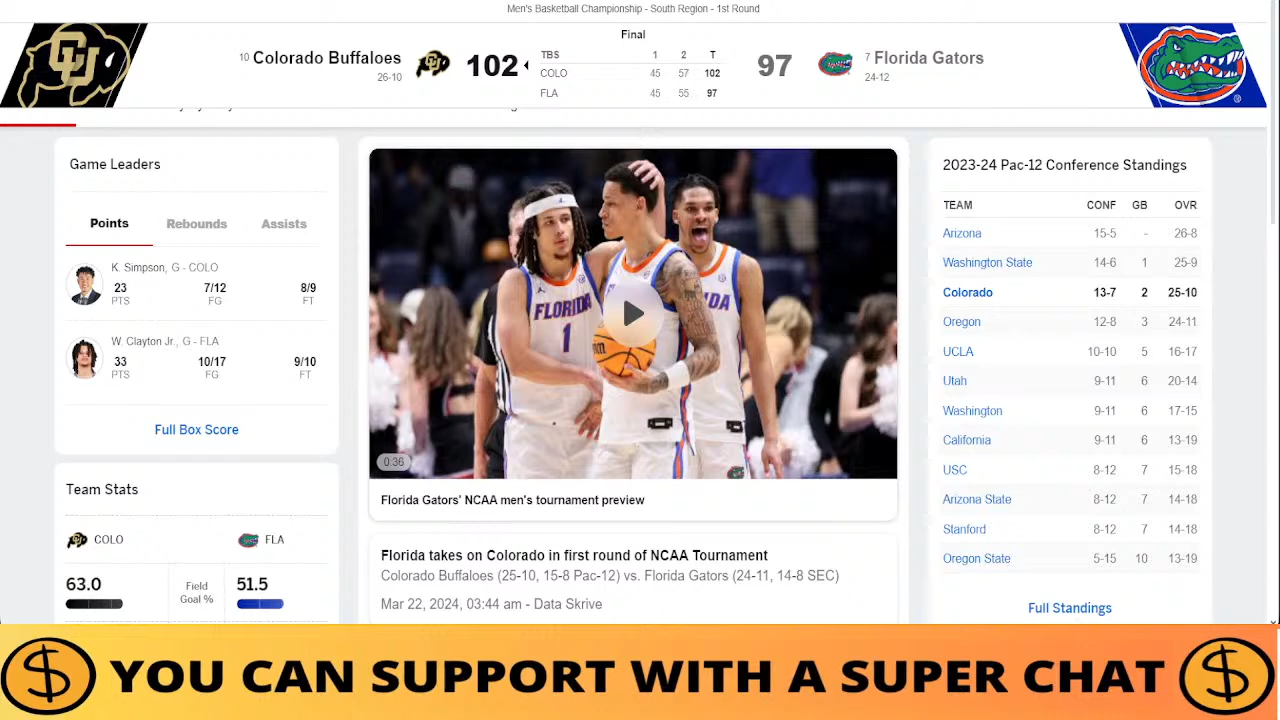 Men's Basketball Championship - South Region - 1st Round
10 Colorado Buffaloes
26-10
102
Final
TBS 1 2 T
COLO 45 57 102
FLA 45 55 97
97
7 Florida Gators
24-12
Game Leaders
Points Rebounds Assists
K. Simpson, G - COLO
23 7/12 8/9
PTS FG FT
W. Clayton Jr., G - FLA
33 10/17 9/10
PTS FG FT
Full Box Score
Team Stats
COLO FLA
63.0 Field Goal % 51.5
FLORIDA
1
IDA
0:36
Florida Gators' NCAA men's tournament preview
Florida takes on Colorado in first round of NCAA Tournament
Colorado Buffaloes (25-10, 15-8 Pac-12) vs. Florida Gators (24-11, 14-8 SEC)
Mar 22, 2024, 03:44 am - Data Skrive
2023-24 Pac-12 Conference Standings
TEAM CONF GB OVR
Arizona 15-5 - 26-8
Washington State 14-6 1 25-9
Colorado 13-7 2 25-10
Oregon 12-8 3 24-11
UCLA 10-10 5 16-17
Utah 9-11 6 20-14
Washington 9-11 6 17-15
California 9-11 6 13-19
USC 8-12 7 15-18
Arizona State 8-12 7 14-18
Stanford 8-12 7 14-18
Oregon State 5-15 10 13-19
Full Standings
$ YOU CAN SUPPORT WITH A SUPER CHAT $